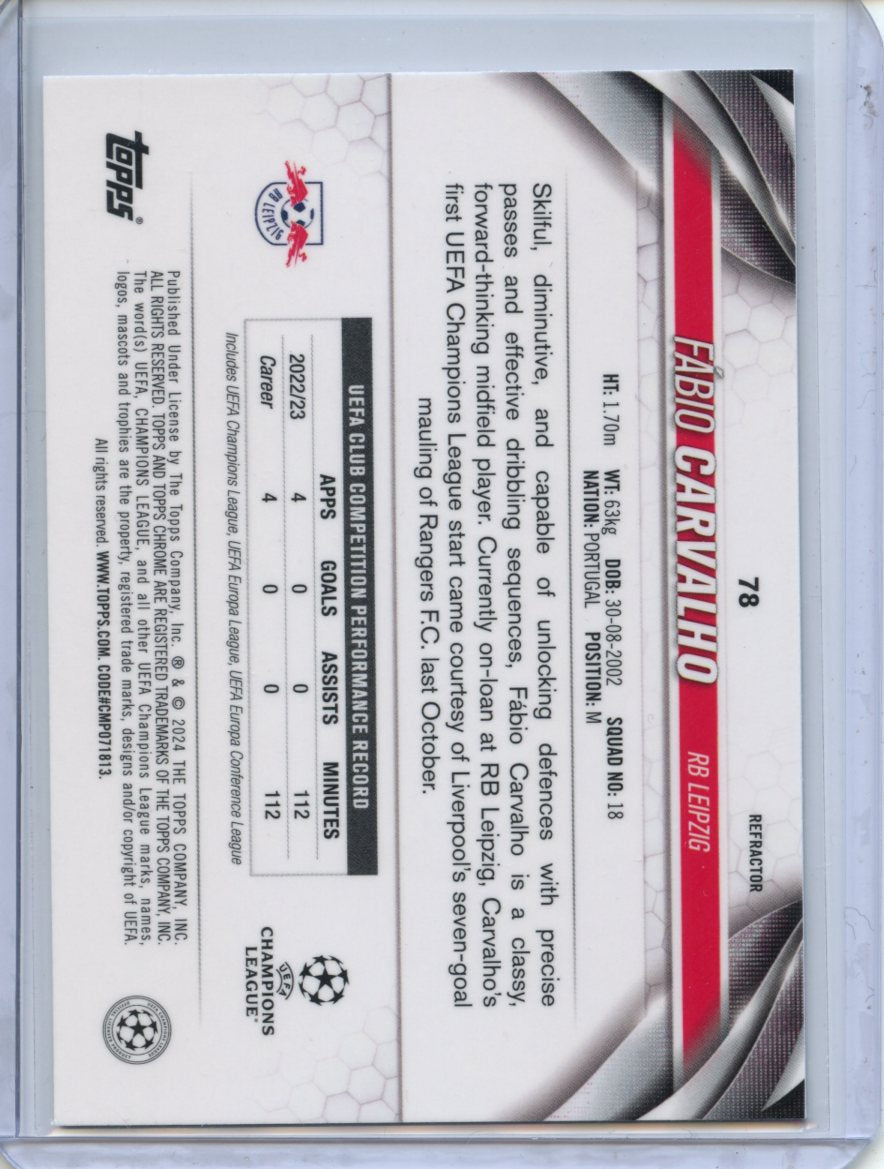 78
REFRACTOR
FÁBIO CARVALHO RB LEIPZIG
HT: 1.70m WT: 63kg DOB: 30-08-2002 SQUAD NO: 18
NATION: PORTUGAL POSITION: M
Skilful, diminutive, and capable of unlocking defences with precise
passes and effective dribbling sequences, Fábio Carvalho is a classy,
forward-thinking midfield player. Currently on-loan at RB Leipzig, Carvalho's
first UEFA Champions League start came courtesy of Liverpool's seven-goal
mauling of Rangers F.C. last October.
RB LEIPZIG
UEFA CLUB COMPETITION PERFORMANCE RECORD
APPS GOALS ASSISTS MINUTES
2022/23 4 0 0 112
Career 4 0 0 112
Includes UEFA Champions League, UEFA Europa League, UEFA Europa Conference League
UEFA
CHAMPIONS
LEAGUE®
topps®
Published Under License by The Topps Company, Inc. ® & © 2024 THE TOPPS COMPANY, INC.
ALL RIGHTS RESERVED. TOPPS AND TOPPS CHROME ARE REGISTERED TRADEMARKS OF THE TOPPS COMPANY, INC.
The word(s) UEFA, CHAMPIONS LEAGUE, and all other UEFA Champions League marks, names,
logos, mascots and trophies are the property, registered trade marks, designs and/or copyright of UEFA.
All rights reserved. WWW.TOPPS.COM. CODE#CMP071813.